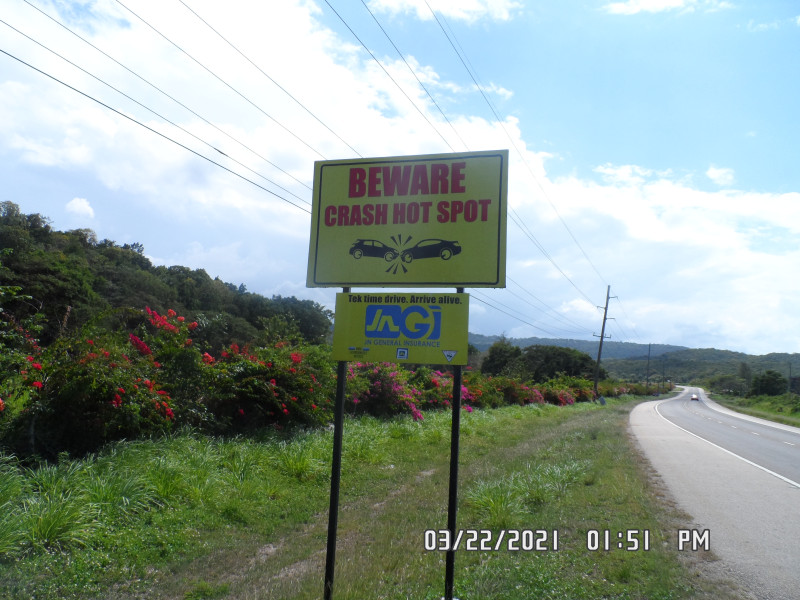 BEWARE
CRASH HOT SPOT
Tek time drive. Arrive alive.
JNGI
JN GENERAL INSURANCE
03/22/2021 01:51 PM